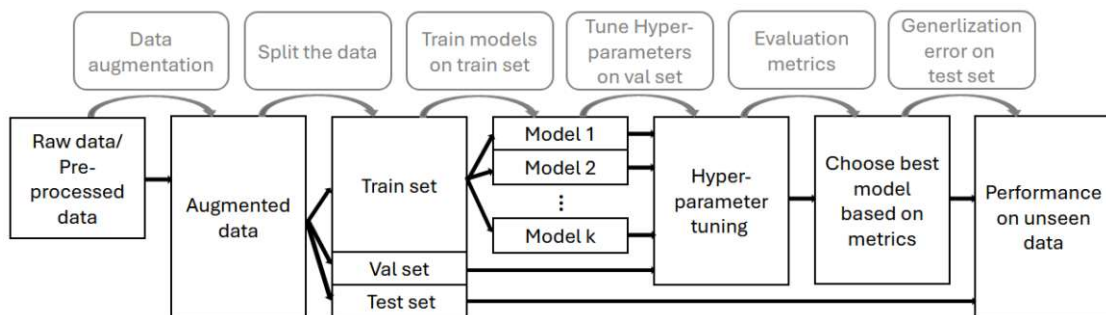 Data
augmentation
Split the data
Train models
on train set
Tune Hyper-
parameters
on val set
Evaluation
metrics
Generlization
error on
test set
Raw data/
Pre-
processed
data
Augmented
data
Train set
Val set
Test set
Model 1
Model 2
⋮
Model k
Hyper-
parameter
tuning
Choose best
model
based on
metrics
Performance
on unseen
data